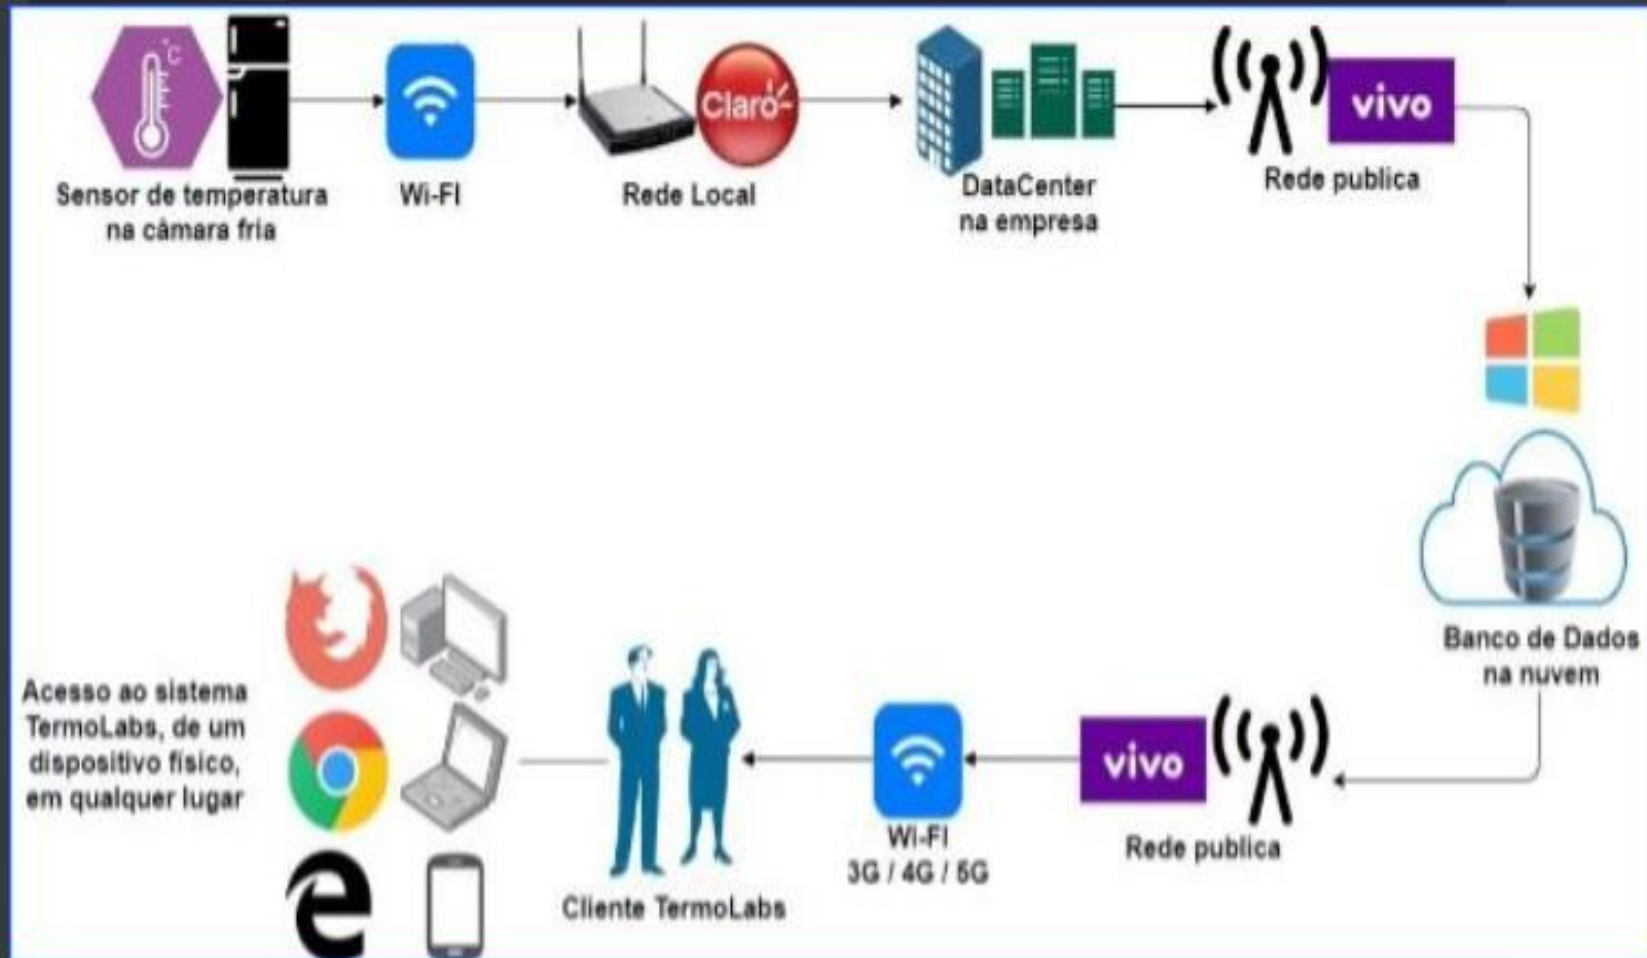 °C
Sensor de temperatura
na câmara fria
Wi-FI
Claro
Rede Local
DataCenter
na empresa
vivo
Rede publica
Banco de Dados
na nuvem
vivo
Rede publica
Wi-FI
3G / 4G / 5G
Cliente TermoLabs
Acesso ao sistema
TermoLabs, de um
dispositivo físico,
em qualquer lugar